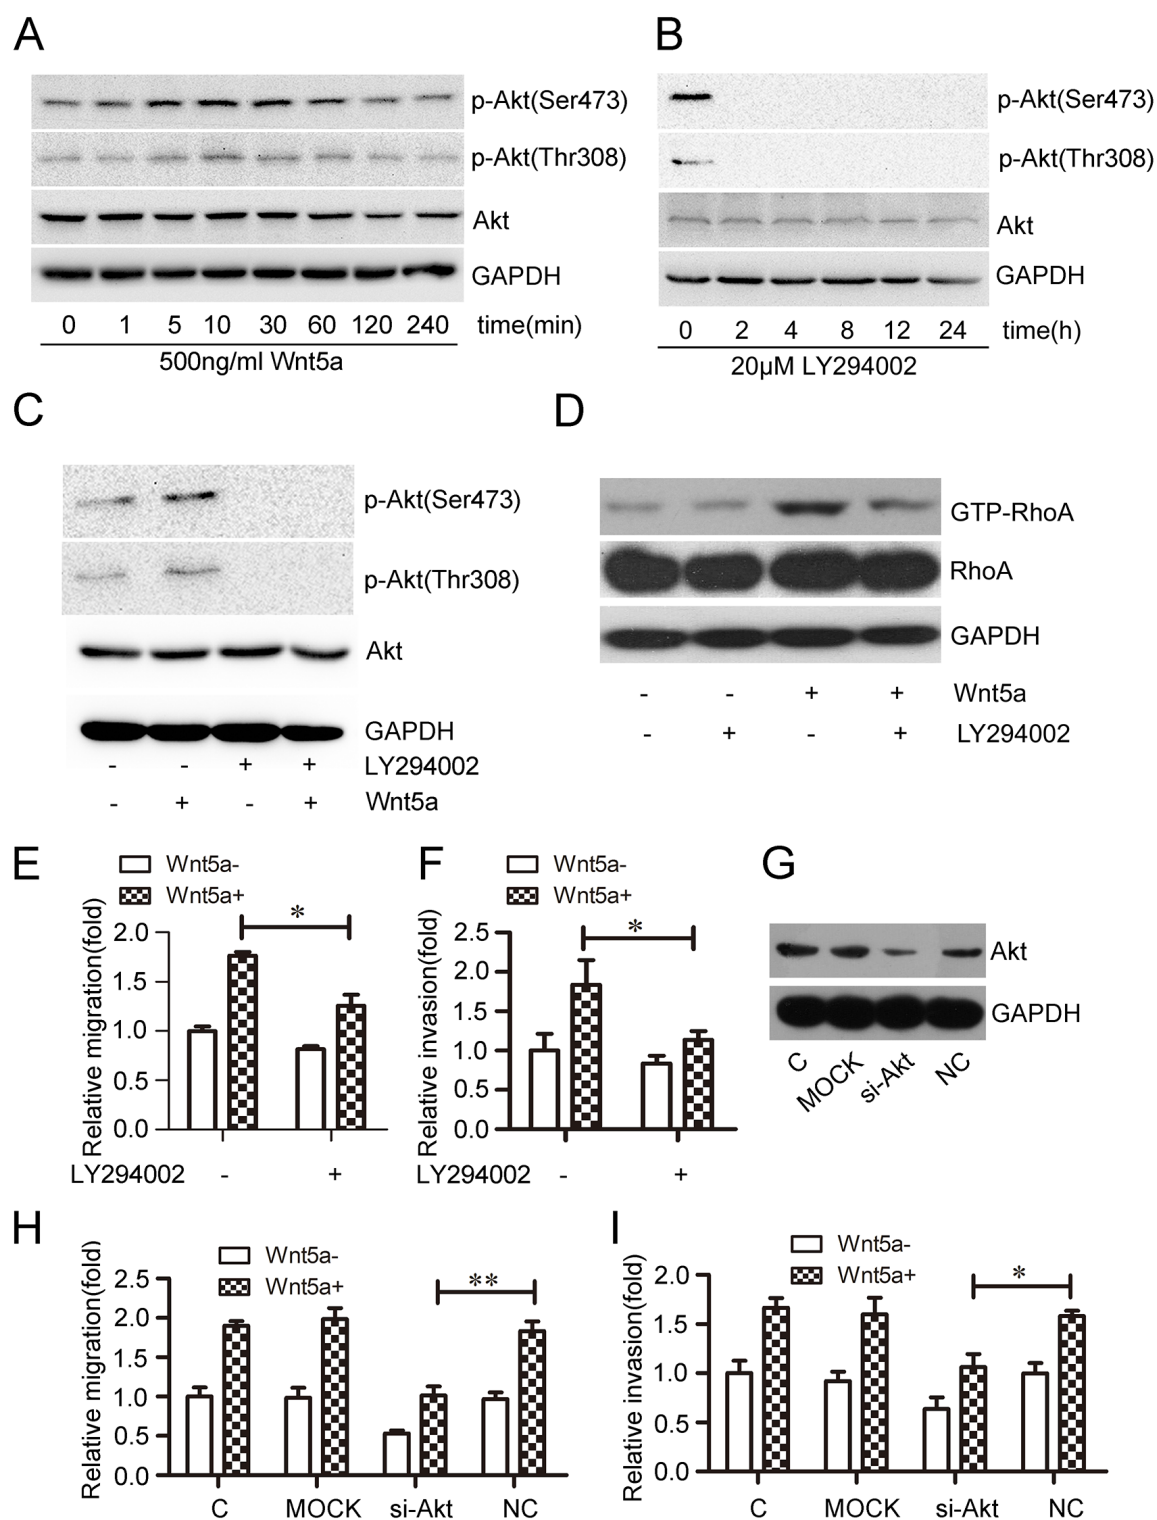 A
p-Akt(Ser473)
p-Akt(Thr308)
Akt
GAPDH
0 1 5 10 30 60 120 240 time(min)
500ng/ml Wnt5a
B
p-Akt(Ser473)
p-Akt(Thr308)
Akt
GAPDH
0 2 4 8 12 24 time(h)
20μM LY294002
C
p-Akt(Ser473)
p-Akt(Thr308)
Akt
GAPDH
- - + + LY294002
- + - + Wnt5a
D
GTP-RhoA
RhoA
GAPDH
- - + + Wnt5a
- + - + LY294002
E
Wnt5a-
Wnt5a+
Relative migration(fold)
2.0
1.5
1.0
0.5
0.0
*
LY294002 - +
F
Wnt5a-
Wnt5a+
Relative invasion(fold)
2.5
2.0
1.5
1.0
0.5
0.0
*
LY294002 - +
G
Akt
GAPDH
C
MOCK
si-Akt
NC
H
Wnt5a-
Wnt5a+
Relative migration(fold)
2.5
2.0
1.5
1.0
0.5
0.0
**
C MOCK si-Akt NC
I
Wnt5a-
Wnt5a+
Relative invasion(fold)
2.0
1.5
1.0
0.5
0.0
*
C MOCK si-Akt NC